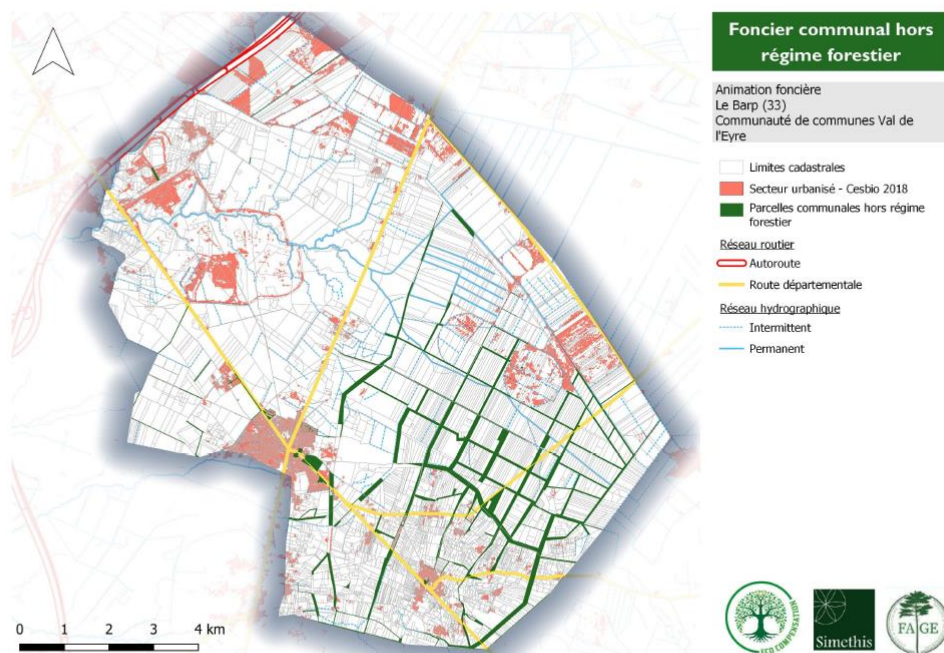 Foncier communal hors
régime forestier
Animation foncière
Le Barp (33)
Communauté de communes Val de
l'Eyre
Limites cadastrales
Secteur urbanisé - Cesbio 2018
Parcelles communales hors régime
forestier
Réseau routier
Autoroute
Route départementale
Réseau hydrographique
Intermittent
Permanent
0 1 2 3 4 km
ECO COMPENSATION
Simethis
FAGE